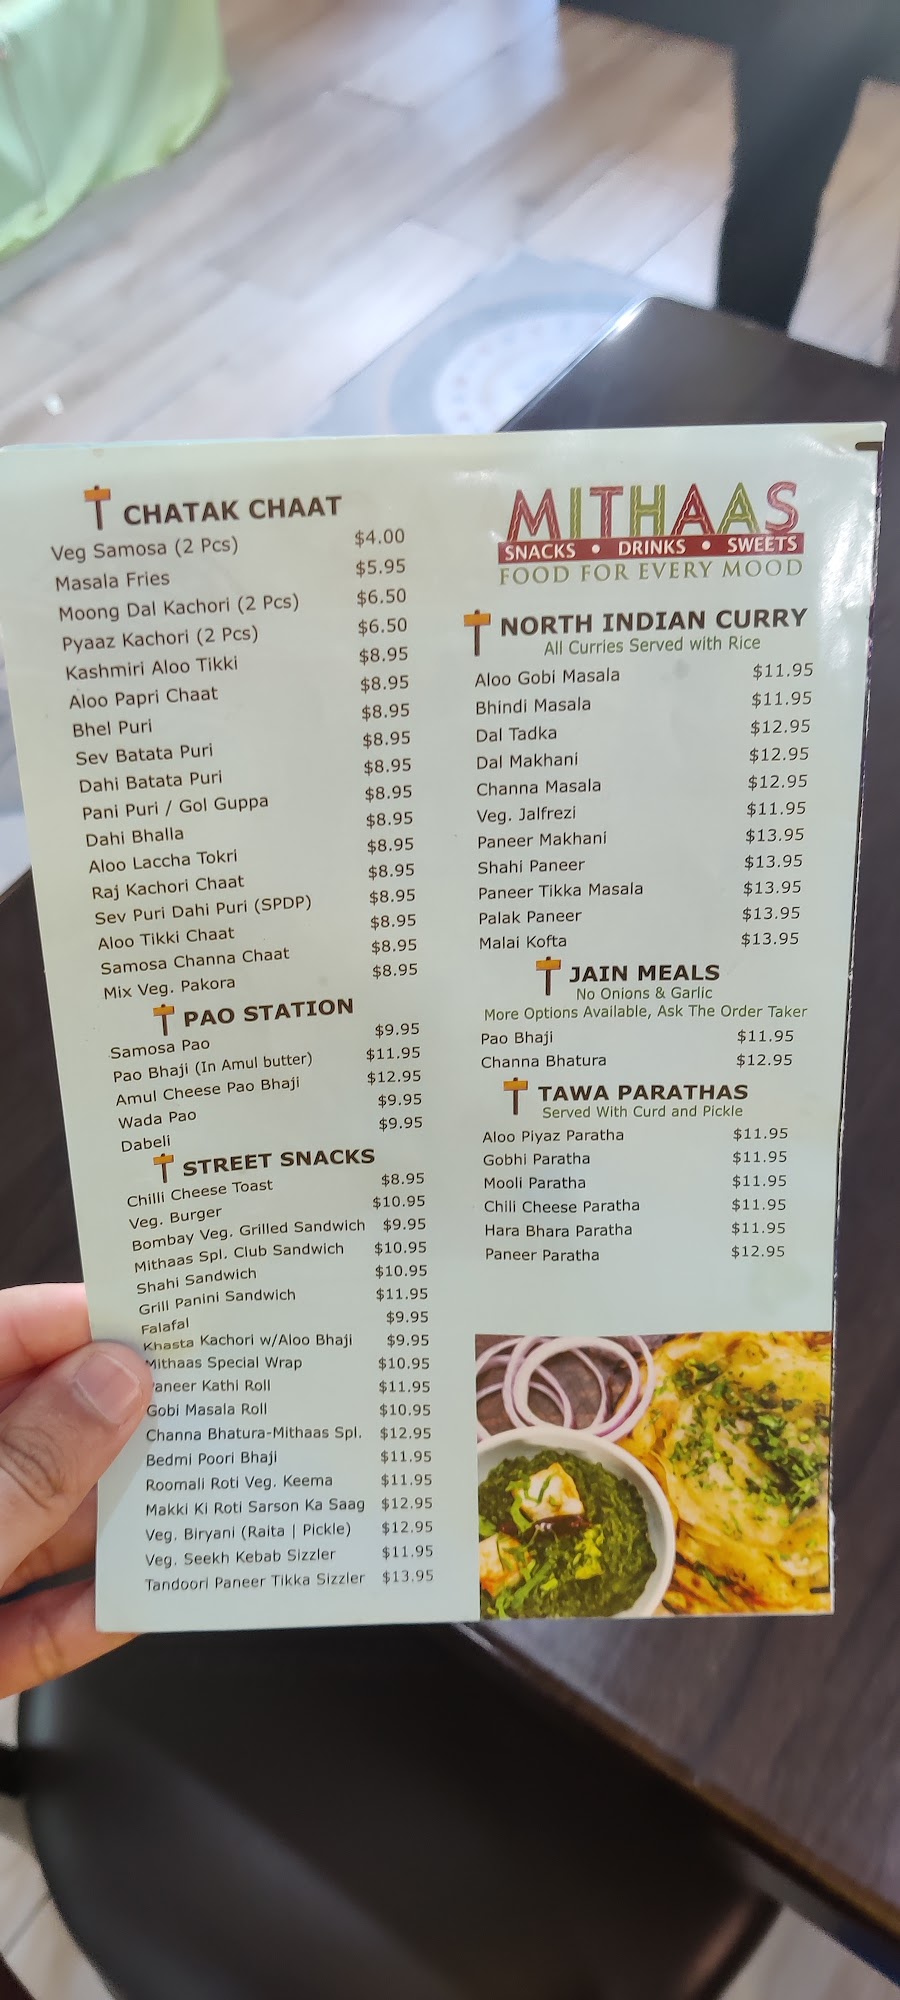 CHATAK CHAAT
Veg Samosa (2 Pcs) $4.00
Masala Fries $5.95
Moong Dal Kachori (2 Pcs) $6.50
Pyaaz Kachori (2 Pcs) $6.50
Kashmiri Aloo Tikki $8.95
Aloo Papri Chaat $8.95
Bhel Puri $8.95
Sev Batata Puri $8.95
Dahi Batata Puri $8.95
Pani Puri / Gol Guppa $8.95
Dahi Bhalla $8.95
Aloo Laccha Tokri $8.95
Raj Kachori Chaat $8.95
Sev Puri Dahi Puri (SPDP) $8.95
Aloo Tikki Chaat $8.95
Samosa Channa Chaat $8.95
Mix Veg. Pakora $8.95
PAO STATION
Samosa Pao $9.95
Pao Bhaji (In Amul butter) $11.95
Amul Cheese Pao Bhaji $12.95
Wada Pao $9.95
Dabeli $9.95
STREET SNACKS
Chilli Cheese Toast $8.95
Veg. Burger $10.95
Bombay Veg. Grilled Sandwich $9.95
Mithaas Spl. Club Sandwich $10.95
Shahi Sandwich $10.95
Grill Panini Sandwich $11.95
Falafal $9.95
Khasta Kachori w/Aloo Bhaji $9.95
Mithaas Special Wrap $10.95
aneer Kathi Roll $11.95
Gobi Masala Roll $10.95
Channa Bhatura-Mithaas Spl. $12.95
Bedmi Poori Bhaji $11.95
Roomali Roti Veg. Keema $11.95
Makki Ki Roti Sarson Ka Saag $12.95
Veg. Biryani (Raita | Pickle) $12.95
Veg. Seekh Kebab Sizzler $11.95
Tandoori Paneer Tikka Sizzler $13.95
MITHAAS
SNACKS • DRINKS • SWEETS
FOOD FOR EVERY MOOD
NORTH INDIAN CURRY
All Curries Served with Rice
Aloo Gobi Masala $11.95
Bhindi Masala $11.95
Dal Tadka $12.95
Dal Makhani $12.95
Channa Masala $12.95
Veg. Jalfrezi $11.95
Paneer Makhani $13.95
Shahi Paneer $13.95
Paneer Tikka Masala $13.95
Palak Paneer $13.95
Malai Kofta $13.95
JAIN MEALS
No Onions & Garlic
More Options Available, Ask The Order Taker
Pao Bhaji $11.95
Channa Bhatura $12.95
TAWA PARATHAS
Served With Curd and Pickle
Aloo Piyaz Paratha $11.95
Gobhi Paratha $11.95
Mooli Paratha $11.95
Chili Cheese Paratha $11.95
Hara Bhara Paratha $11.95
Paneer Paratha $12.95